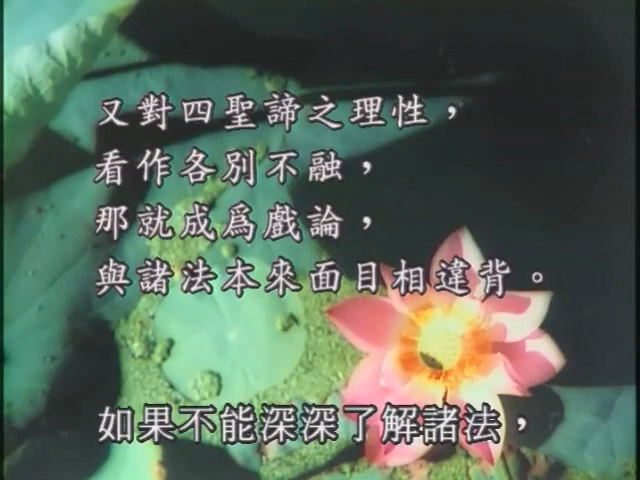 又對四聖諦之理性，
看作各別不融，
那就成爲戲論，
與諸法本來面目相違背。
如果不能深深了解諸法，